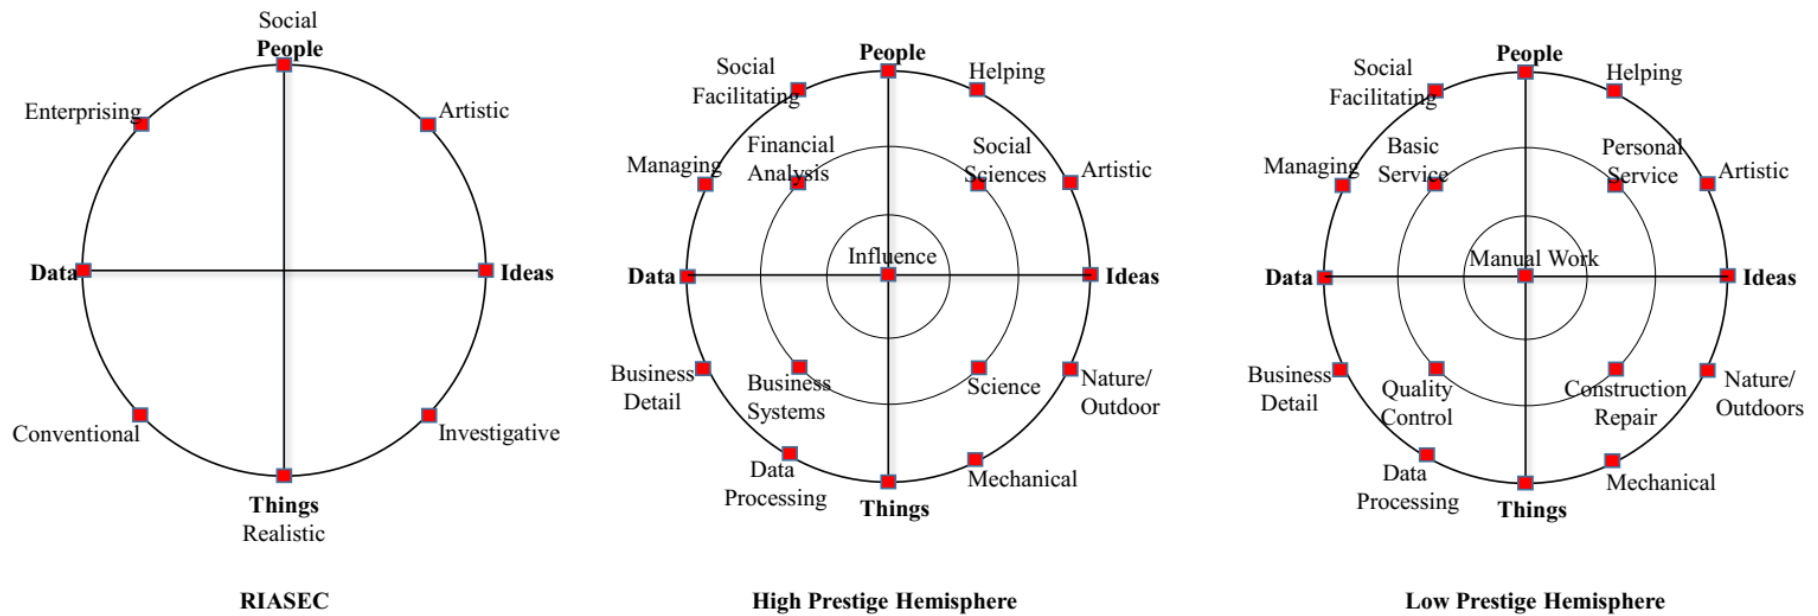 Social
People
Enterprising
Artistic
Data
Ideas
Conventional
Investigative
Things
Realistic
RIASEC
People
Social
Facilitating
Helping
Financial
Analysis
Social
Sciences
Managing
Artistic
Influence
Data
Ideas
Business
Detail
Business
Systems
Science
Nature/
Outdoor
Data
Processing
Mechanical
Things
High Prestige Hemisphere
People
Social
Facilitating
Helping
Basic
Service
Personal
Service
Managing
Artistic
Manual Work
Data
Ideas
Business
Detail
Quality
Control
Construction
Repair
Nature/
Outdoors
Data
Processing
Mechanical
Things
Low Prestige Hemisphere